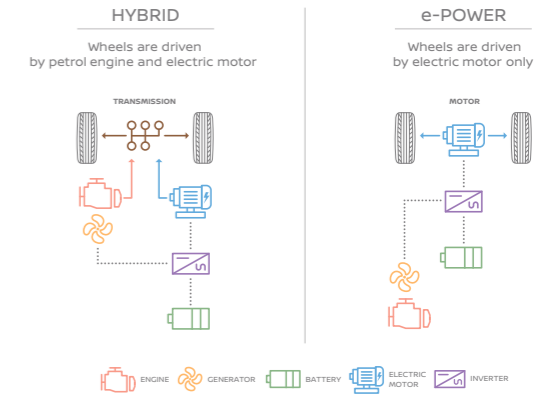 HYBRID
Wheels are driven
by petrol engine and electric motor
TRANSMISSION
e-POWER
Wheels are driven
by electric motor only
MOTOR
ENGINE
GENERATOR
BATTERY
ELECTRIC
MOTOR
INVERTER